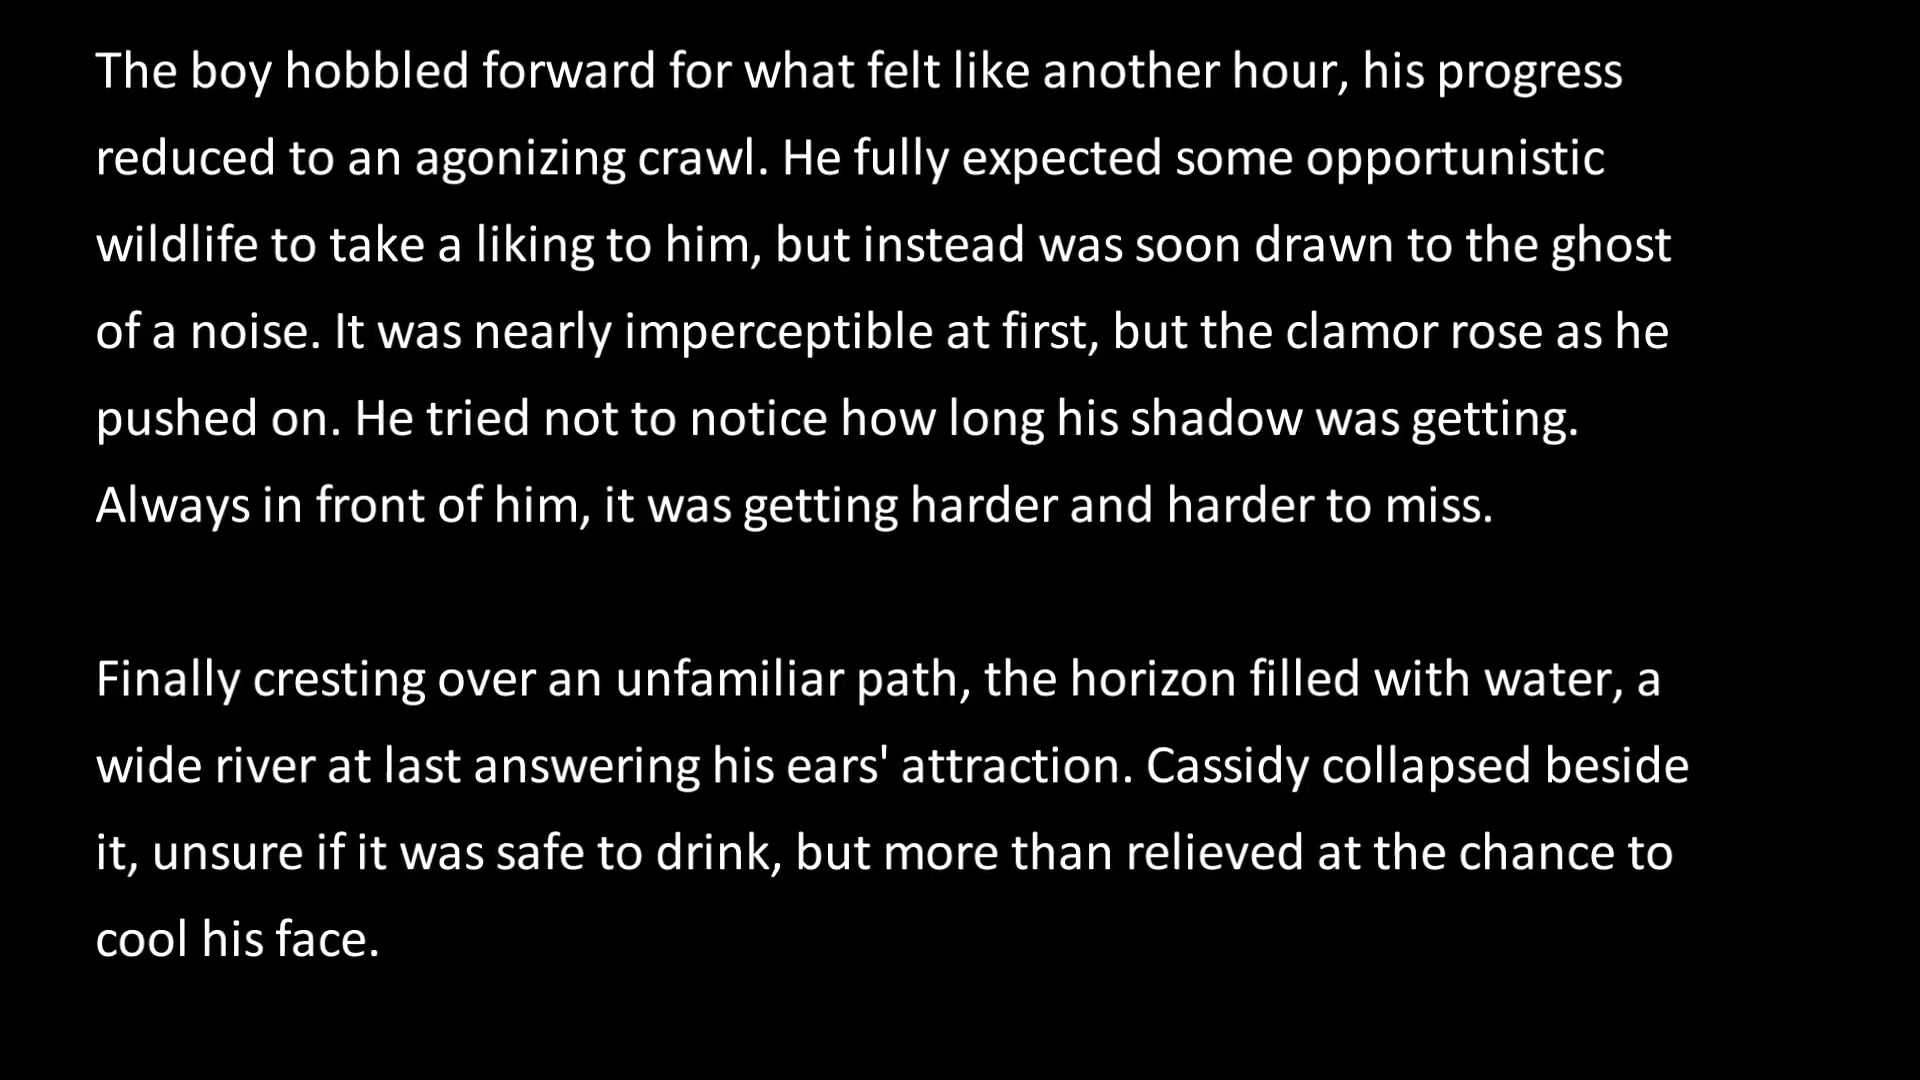 The boy hobbled forward for what felt like another hour, his progress
reduced to an agonizing crawl. He fully expected some opportunistic
wildlife to take a liking to him, but instead was soon drawn to the ghost
of a noise. It was nearly imperceptible at first, but the clamor rose as he
pushed on. He tried not to notice how long his shadow was getting.
Always in front of him, it was getting harder and harder to miss.
Finally cresting over an unfamiliar path, the horizon filled with water, a
wide river at last answering his ears' attraction. Cassidy collapsed beside
it, unsure if it was safe to drink, but more than relieved at the chance to
cool his face.